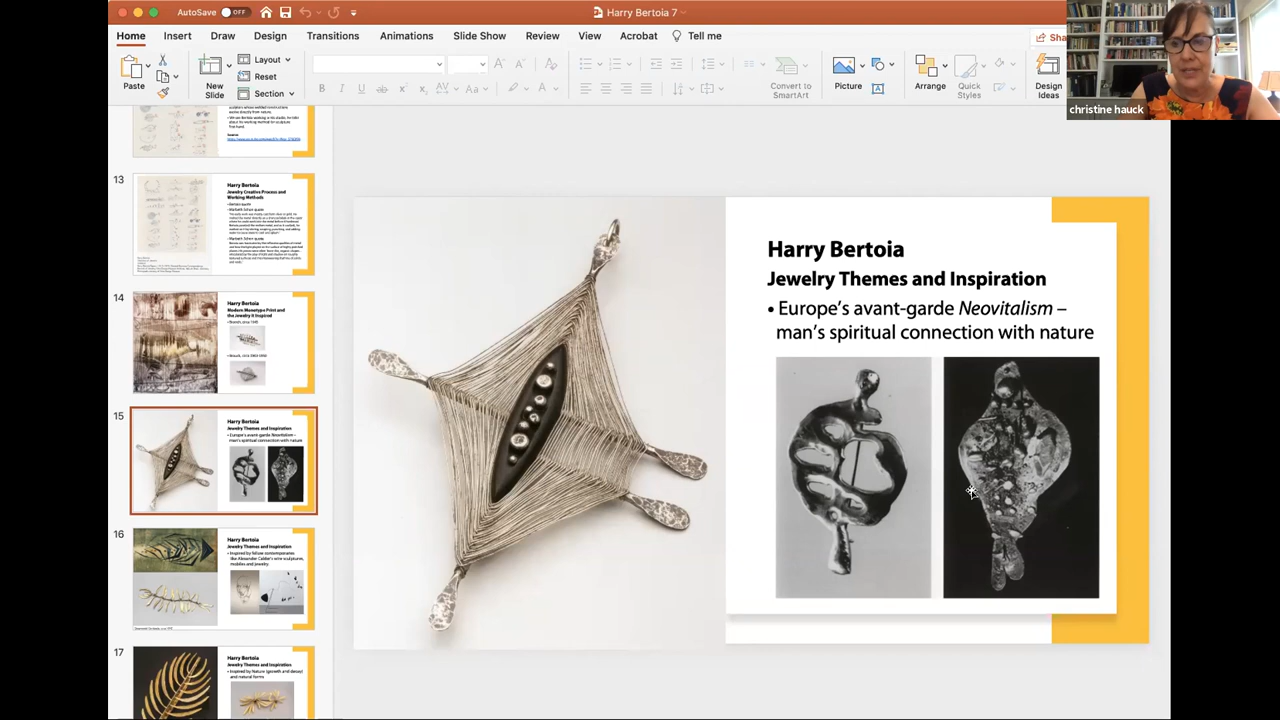 AutoSave OFF
Harry Bertoia 7
Home Insert Draw Design Transitions Animations Slide Show Review View Acrobat Tell me
Sha
Paste
New
Slide
Layout
Reset
Section
Convert to
SmartArt
Picture
Arrange
Quick
Styles
Design
Ideas
christine hauck
13
Harry Bertoia
Jewelry Creative Process and
Working Methods
14
Harry Bertoia
Modern Monotype Print and
the Jewelry it Inspired
15
Harry Bertoia
Jewelry Themes and Inspiration
• Europe's avant-garde Neovitalism –
man's spiritual connection with nature
16
Harry Bertoia
Jewelry Themes and Inspiration
• Inspired by fellow contemporaries
like Alexander Calder's wire sculptures,
mobiles and jewelry
17
Harry Bertoia
Jewelry Themes and Inspiration
• Inspired by Nature (growth and decay)
and natural forms
Harry Bertoia
Jewelry Themes and Inspiration
• Europe's avant-garde Neovitalism –
man's spiritual connection with nature